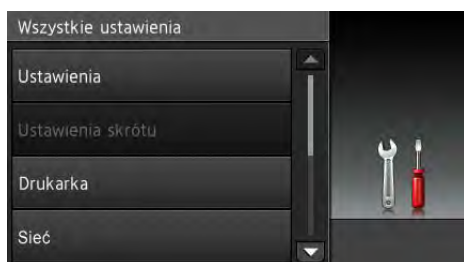 Wszystkie ustawienia
Ustawienia
Ustawienia skrótu
Drukarka
Sieć